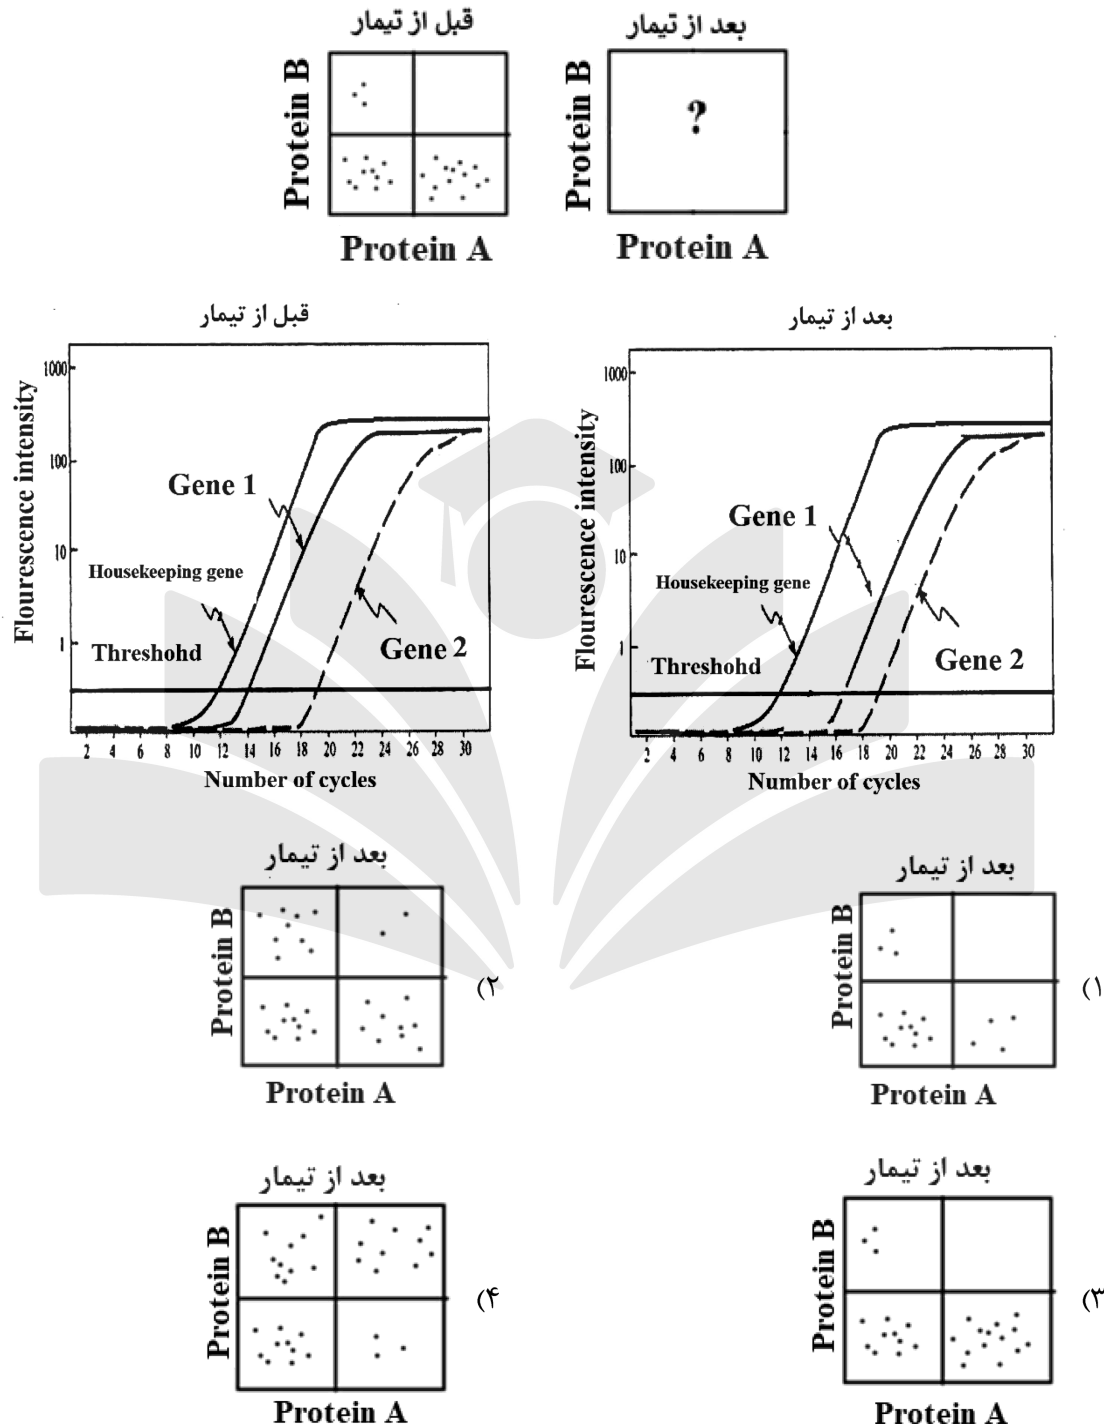 قبل از تیمار
بعد از تیمار
Protein B
Protein A
Protein B
?
Protein A
قبل از تیمار
بعد از تیمار
Flourescence intensity
1000
100
10
1
Gene 1
Housekeeping gene
Gene 2
Threshohd
2 4 6 8 10 12 14 16 18 20 22 24 26 28 30
Number of cycles
Flourescence intensity
1000
100
10
1
Gene 1
Housekeeping gene
Gene 2
Threshohd
2 4 6 8 10 12 14 16 18 20 22 24 26 28 30
Number of cycles
بعد از تیمار
Protein B
(۱
Protein A
بعد از تیمار
Protein B
(۲
Protein A
بعد از تیمار
Protein B
(۳
Protein A
بعد از تیمار
Protein B
(۴
Protein A